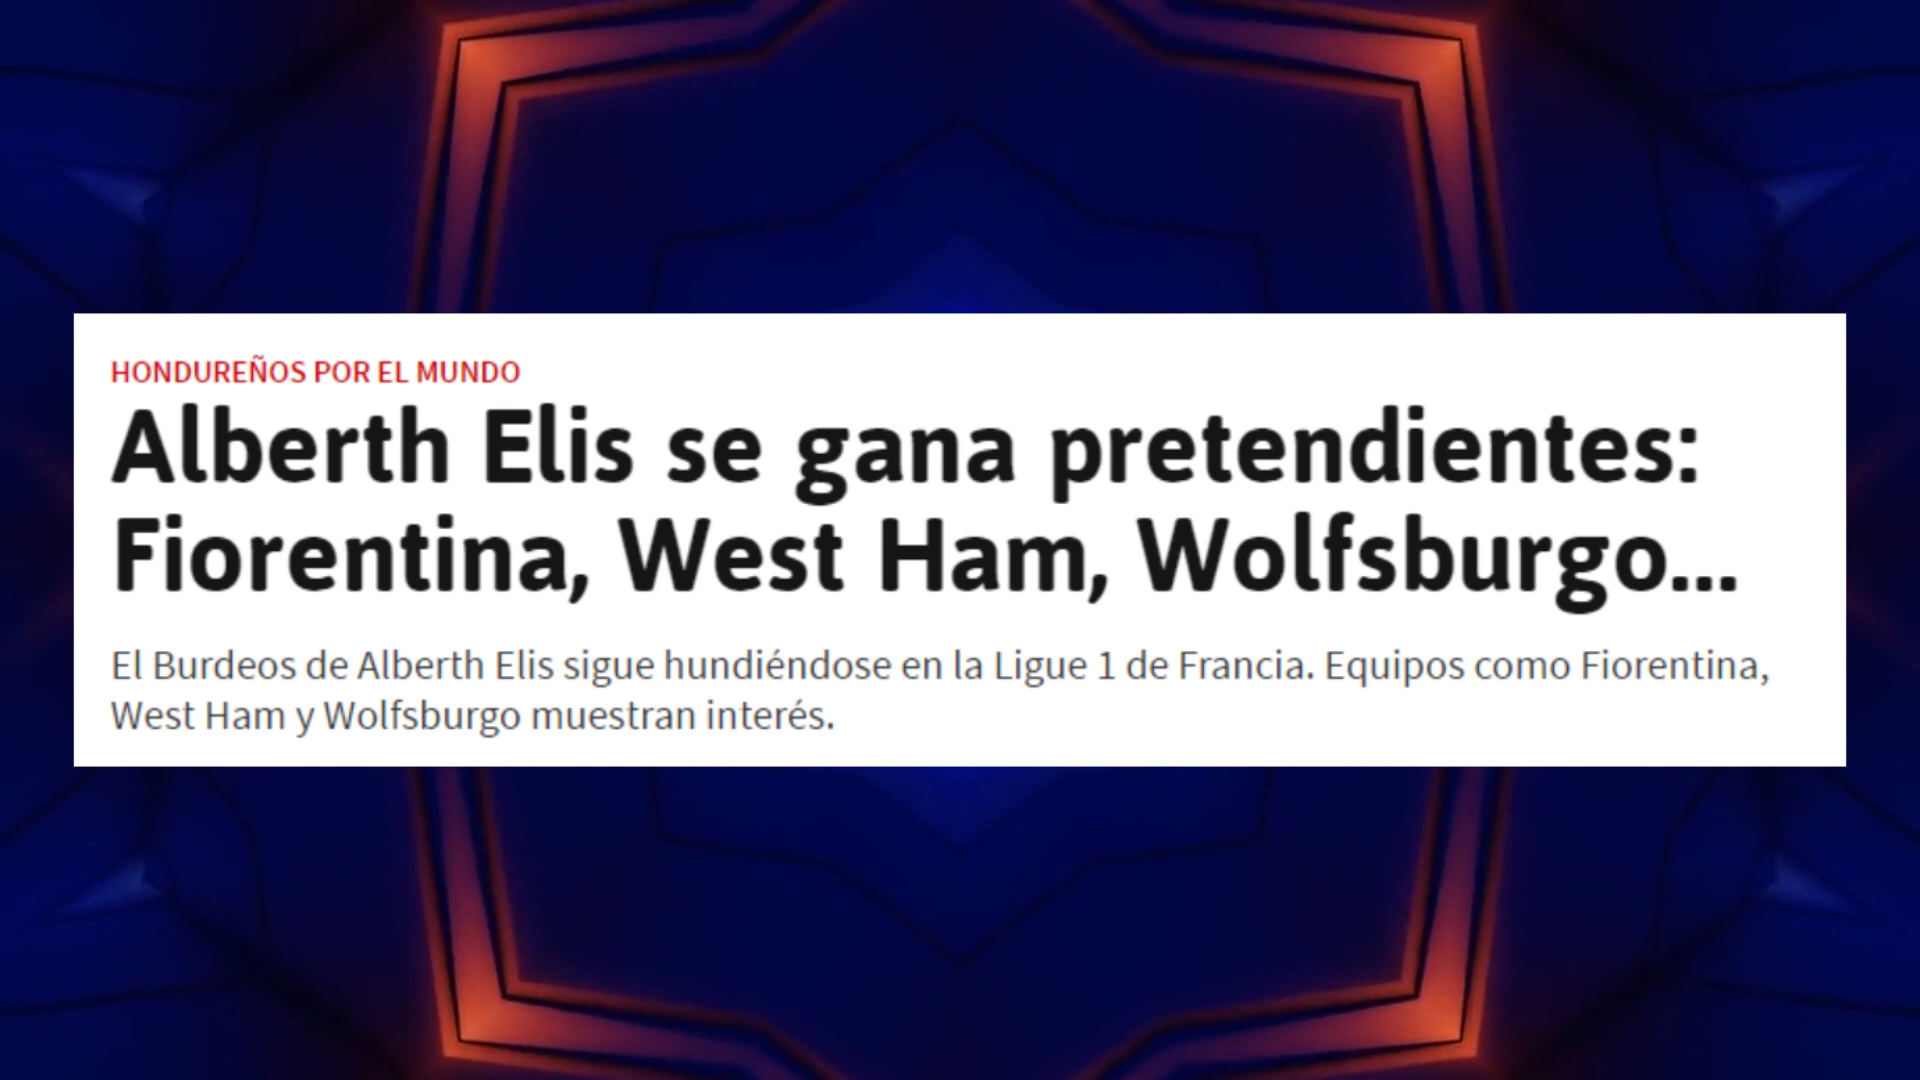 HONDUREÑOS POR EL MUNDO
Alberth Elis se gana pretendientes:
Fiorentina, West Ham, Wolfsburgo...
El Burdeos de Alberth Elis sigue hundiéndose en la Ligue 1 de Francia. Equipos como Fiorentina,
West Ham y Wolfsburgo muestran interés.